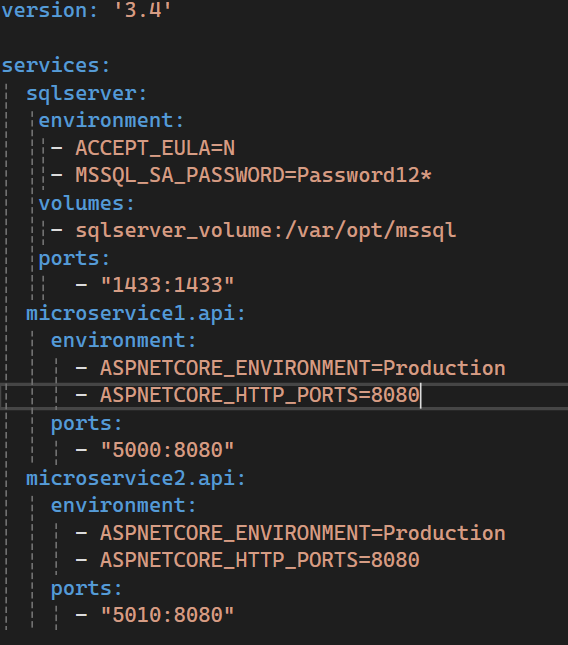 version: '3.4'
services:
sqlserver:
environment:
- ACCEPT_EULA=N
- MSSQL_SA_PASSWORD=Password12*
volumes:
- sqlserver_volume:/var/opt/mssql
ports:
- "1433:1433"
microservice1.api:
environment:
- ASPNETCORE_ENVIRONMENT=Production
- ASPNETCORE_HTTP_PORTS=8080
ports:
- "5000:8080"
microservice2.api:
environment:
- ASPNETCORE_ENVIRONMENT=Production
- ASPNETCORE_HTTP_PORTS=8080
ports:
- "5010:8080"